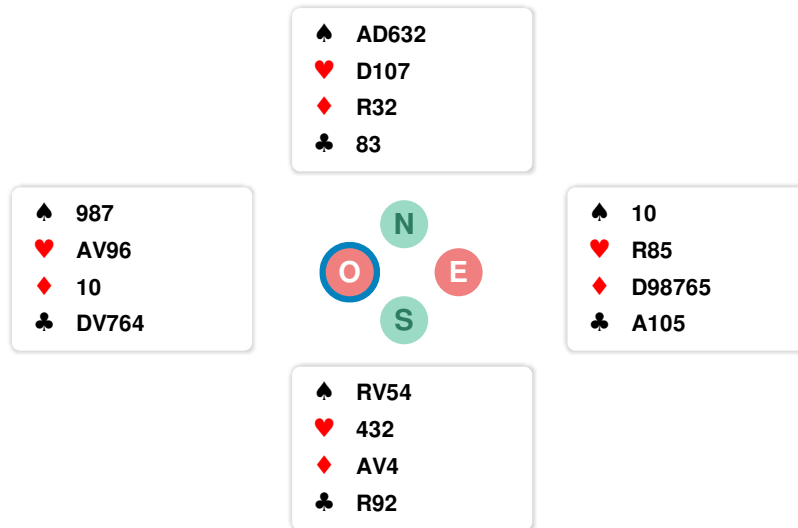 ♠ AD632
♥ D107
♦ R32
♣ 83
♠ 987
♥ AV96
♦ 10
♣ DV764
N
O E
S
♠ 10
♥ R85
♦ D98765
♣ A105
♠ RV54
♥ 432
♦ AV4
♣ R92